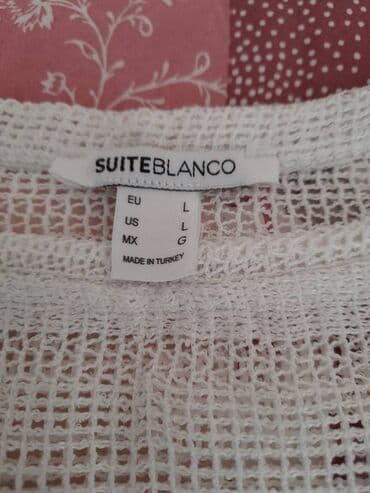 SUITEBLANCO
EU L
US L
MX G
MADE IN TURKEY